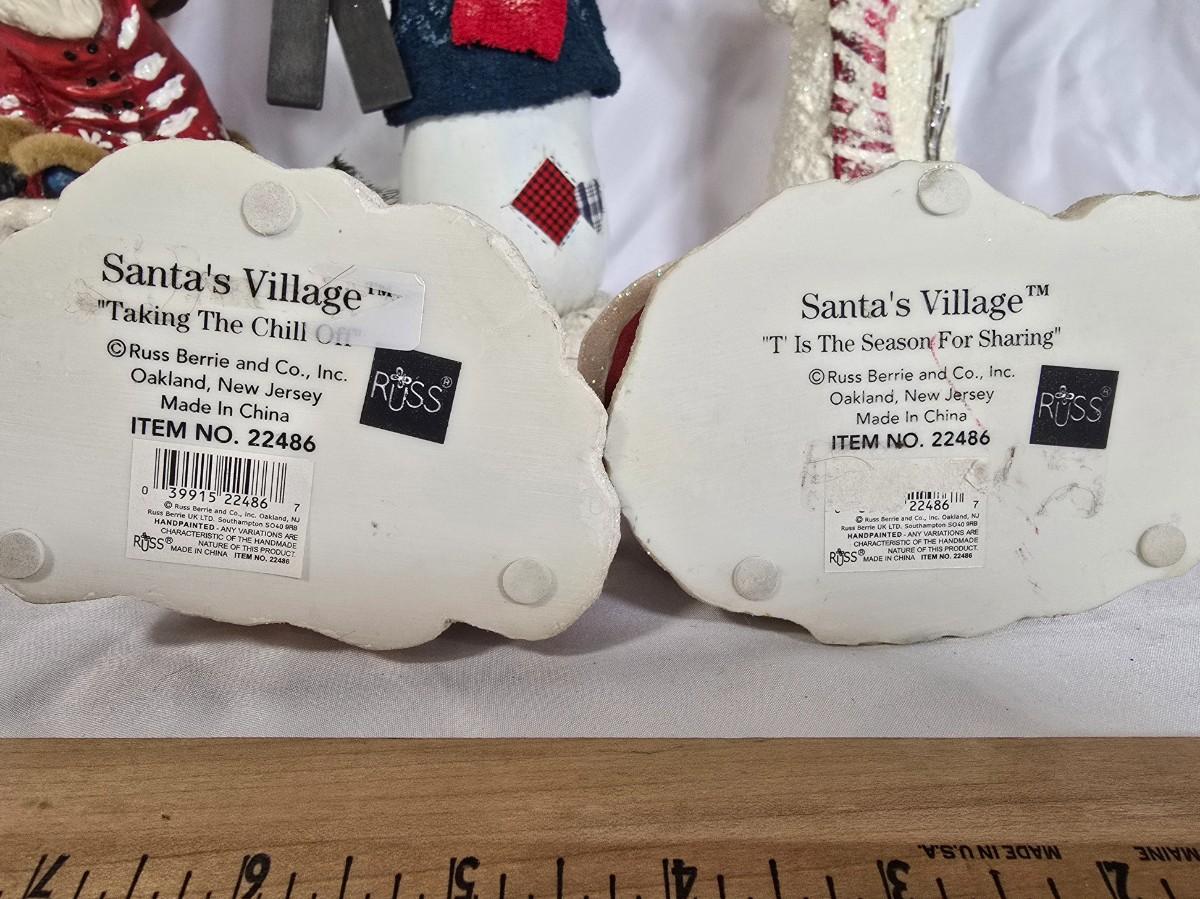 Santa's Village™
"Taking The Chill Off"
©Russ Berrie and Co., Inc.
Oakland, New Jersey
Made In China
ITEM NO. 22486
RUSS®
0 39915 22486 7
© Russ Berrie and Co., Inc. Oakland, NJ
Russ Berrie UK LTD. Southampton SO40 9RB
HANDPAINTED - ANY VARIATIONS ARE
CHARACTERISTIC OF THE HANDMADE
NATURE OF THIS PRODUCT.
RUSS® MADE IN CHINA ITEM NO. 22486
Santa's Village™
"T' Is The Season For Sharing"
©Russ Berrie and Co., Inc.
Oakland, New Jersey
Made In China
ITEM NO. 22486
RUSS®
22486 7
© Russ Berrie and Co., Inc. Oakland, NJ
Russ Berrie UK LTD. Southampton SO40 9RB
HANDPAINTED - ANY VARIATIONS ARE
CHARACTERISTIC OF THE HANDMADE
NATURE OF THIS PRODUCT.
RUSS® MADE IN CHINA ITEM NO. 22486
MAINE
MADE IN U.S.A.
7 6 5 4 3 2